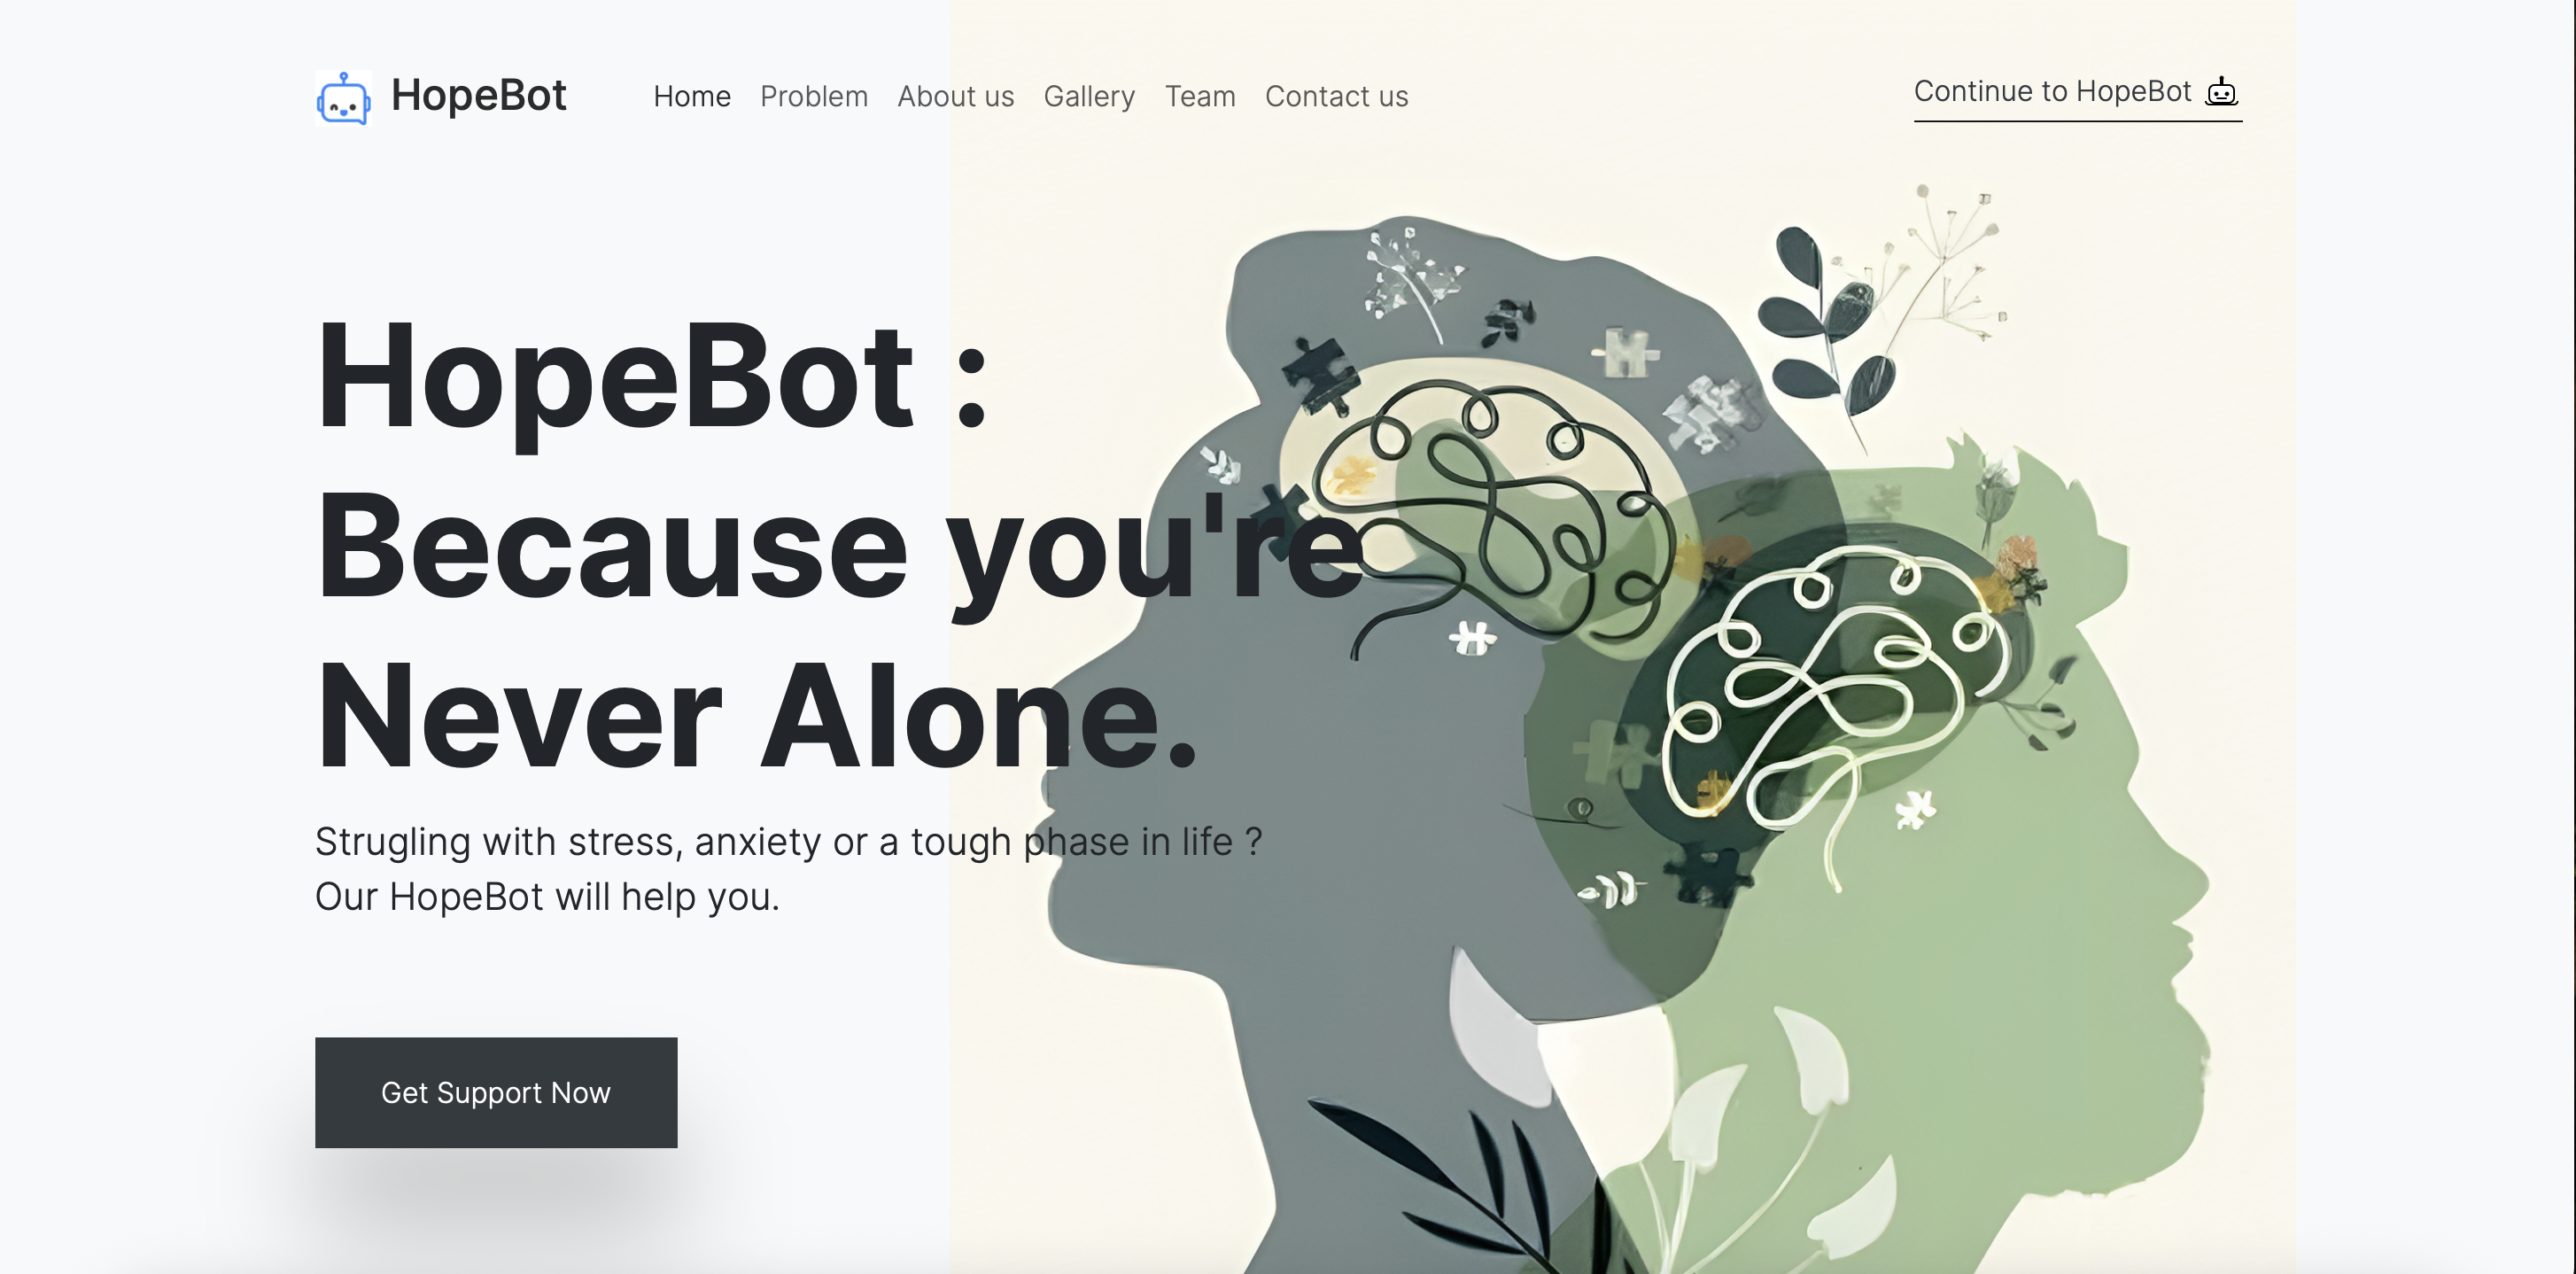 HopeBot
Home Problem About us Gallery Team Contact us
Continue to HopeBot
HopeBot :
Because you're
Never Alone.
Strugling with stress, anxiety or a tough phase in life ?
Our HopeBot will help you.
Get Support Now